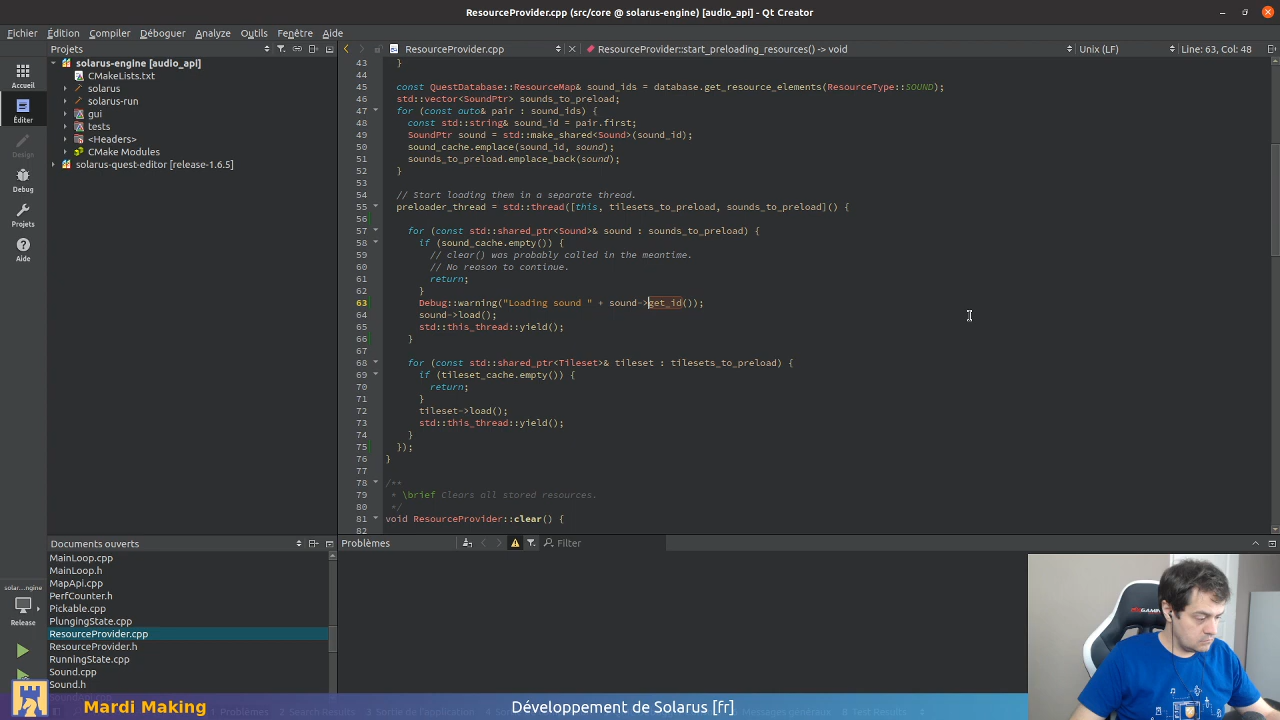 ResourceProvider.cpp (src/core @ solarus-engine) [audio_api] - Qt Creator
Fichier Édition Compiler Déboguer Analyze Outils Fenêtre Aide
Projets
ResourceProvider.cpp
ResourceProvider::start_preloading_resources() -> void
Unix (LF)
Line: 63, Col: 48
Accueil
Éditer
Design
Debug
Projets
Aide
solarus-engine [audio_api]
CMakeLists.txt
solarus
solarus-run
gui
tests
<Headers>
CMake Modules
solarus-quest-editor [release-1.6.5]
43 }
44
45 const QuestDatabase::ResourceMap& sound_ids = database.get_resource_elements(ResourceType::SOUND);
46 std::vector<SoundPtr> sounds_to_preload;
47 for (const auto& pair : sound_ids) {
48 const std::string& sound_id = pair.first;
49 SoundPtr sound = std::make_shared<Sound>(sound_id);
50 sound_cache.emplace(sound_id, sound);
51 sounds_to_preload.emplace_back(sound);
52 }
53
54 // Start loading them in a separate thread.
55 preloader_thread = std::thread([this, tilesets_to_preload, sounds_to_preload]() {
56
57 for (const std::shared_ptr<Sound>& sound : sounds_to_preload) {
58 if (sound_cache.empty()) {
59 // clear() was probably called in the meantime.
60 // No reason to continue.
61 return;
62 }
63 Debug::warning("Loading sound " + sound->get_id());
64 sound->load();
65 std::this_thread::yield();
66 }
67
68 for (const std::shared_ptr<Tileset>& tileset : tilesets_to_preload) {
69 if (tileset_cache.empty()) {
70 return;
71 }
72 tileset->load();
73 std::this_thread::yield();
74 }
75 });
76 }
77
78 /**
79 * \brief Clears all stored resources.
80 */
81 void ResourceProvider::clear() {
82
Documents ouverts
MainLoop.cpp
MainLoop.h
MapApi.cpp
PerfCounter.h
Pickable.cpp
PlungingState.cpp
ResourceProvider.cpp
ResourceProvider.h
RunningState.cpp
Sound.cpp
Sound.h
Problèmes
Filter
solar…ngine
Release
Mardi Making
Développement de Solarus [fr]